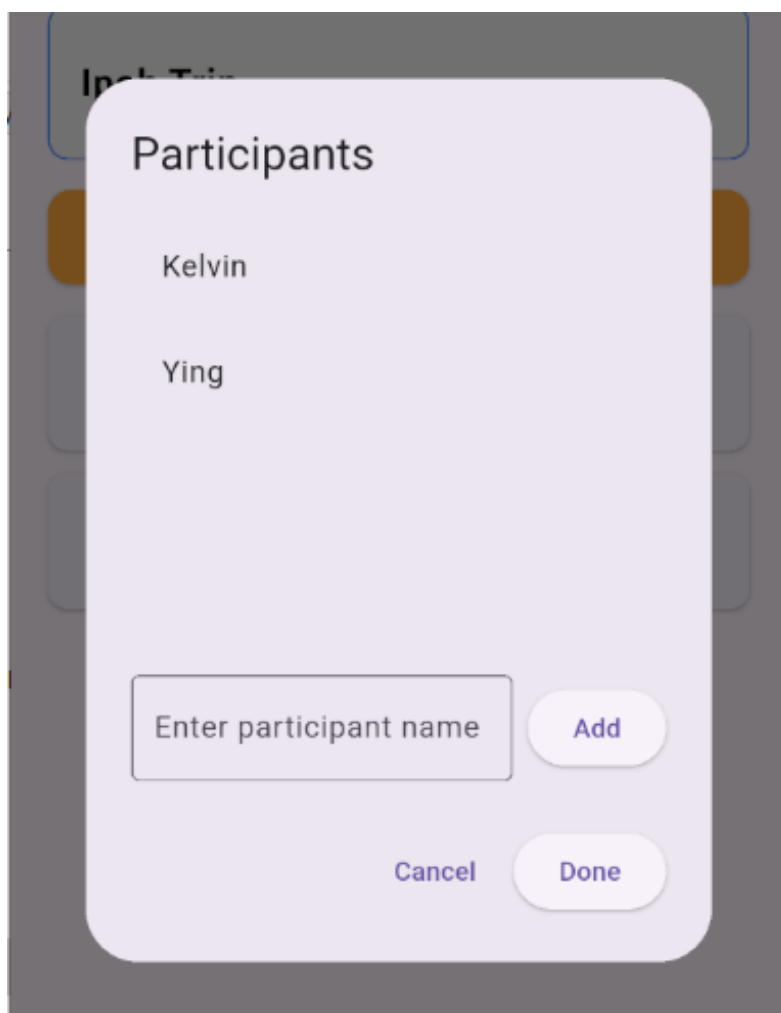 Participants
Kelvin
Ying
Enter participant name
Add
Cancel
Done